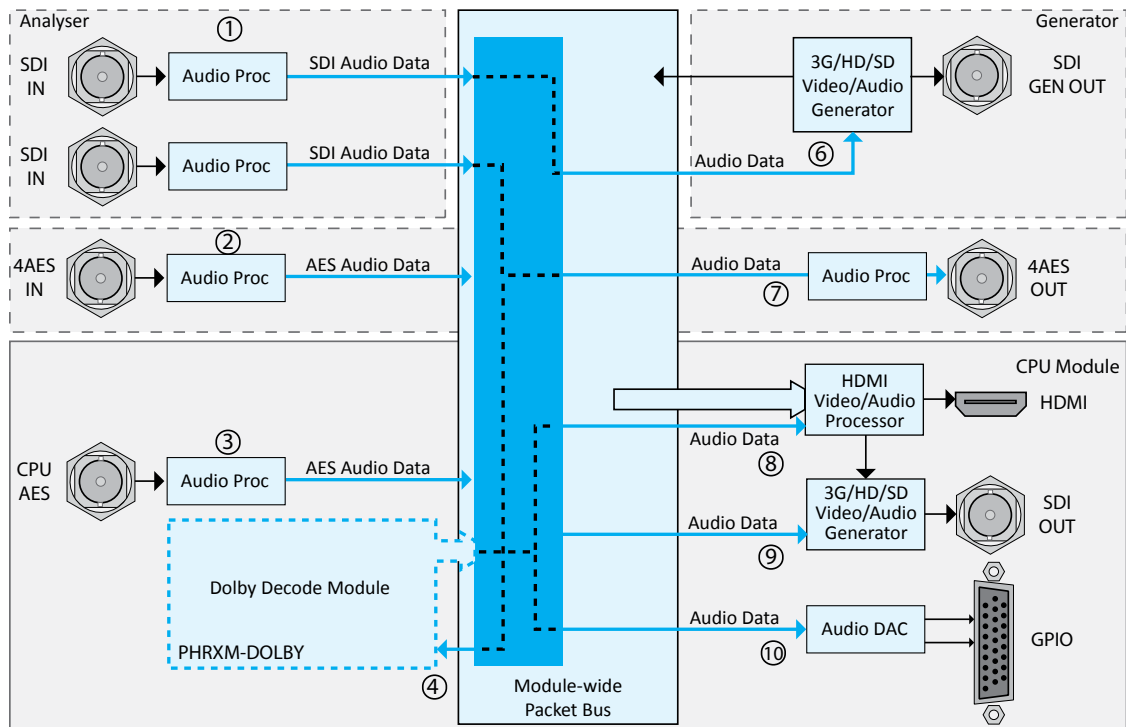 Analyser
①
SDI
IN
Audio Proc
SDI Audio Data
SDI
IN
Audio Proc
SDI Audio Data
②
4AES
IN
Audio Proc
AES Audio Data
③
CPU
AES
Audio Proc
AES Audio Data
Dolby Decode Module
PHRXM-DOLBY
④
Module-wide
Packet Bus
Generator
3G/HD/SD
Video/Audio
Generator
SDI
GEN OUT
Audio Data
⑥
Audio Data
⑦
Audio Proc
4AES
OUT
CPU Module
HDMI
Video/Audio
Processor
HDMI
Audio Data
⑧
3G/HD/SD
Video/Audio
Generator
SDI
OUT
Audio Data
⑨
Audio Data
⑩
Audio DAC
GPIO